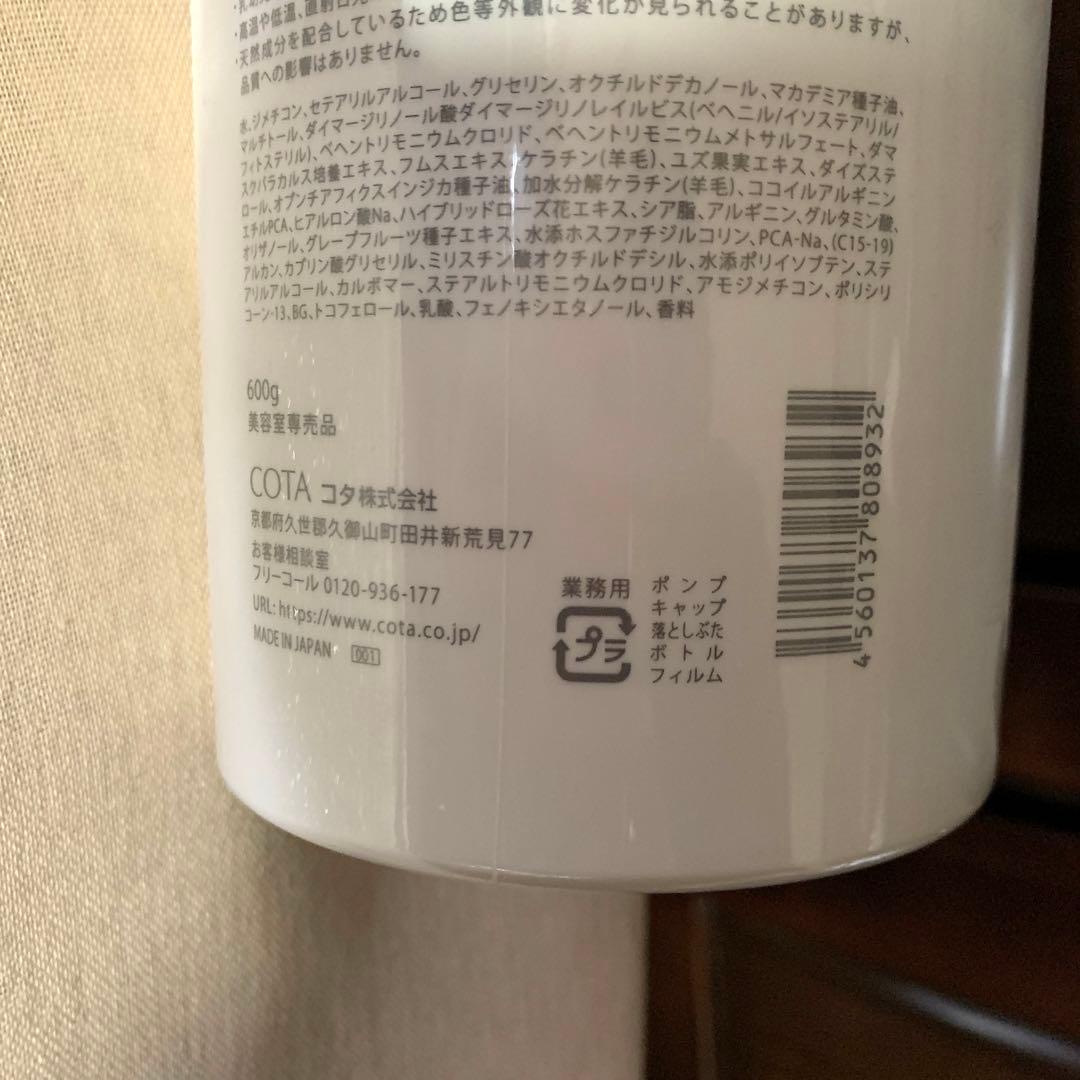 ・高温や低温、直射日光
・天然成分を配合しているため色等外観に変化が見られることがありますが、
品質への影響はありません。
水、ジメチコン、セテアリルアルコール、グリセリン、オクチルドデカノール、マカデミア種子油、
マルチトール、ダイマージリノール酸ダイマージリノレイルビス(ベヘニル/イソステアリル/
フィトステリル)、ベヘントリモニウムクロリド、ベヘントリモニウムメトサルフェート、ダマ
スクバラカルス培養エキス、フムスエキス、ケラチン(羊毛)、ユズ果実エキス、ダイズステ
ロール、オプンチアフィクスインジカ種子油、加水分解ケラチン(羊毛)、ココイルアルギニン
エチルPCA、ヒアルロン酸Na、ハイブリッドローズ花エキス、シア脂、アルギニン、グルタミン酸、
オリザノール、グレープフルーツ種子エキス、水添ホスファチジルコリン、PCA-Na、(C15-19)
アルカン、カプリン酸グリセリル、ミリスチン酸オクチルドデシル、水添ポリイソブテン、ステ
アリルアルコール、カルボマー、ステアルトリモニウムクロリド、アモジメチコン、ポリシリ
コーン-13、BG、トコフェロール、乳酸、フェノキシエタノール、香料
600g
美容室専売品
COTA コタ株式会社
京都府久世郡久御山町田井新荒見77
お客様相談室
フリーコール 0120-936-177
URL: https://www.cota.co.jp/
MADE IN JAPAN 001
業務用
プラ
ポンプ
キャップ
落としぶた
ボトル
フィルム
4560137808932